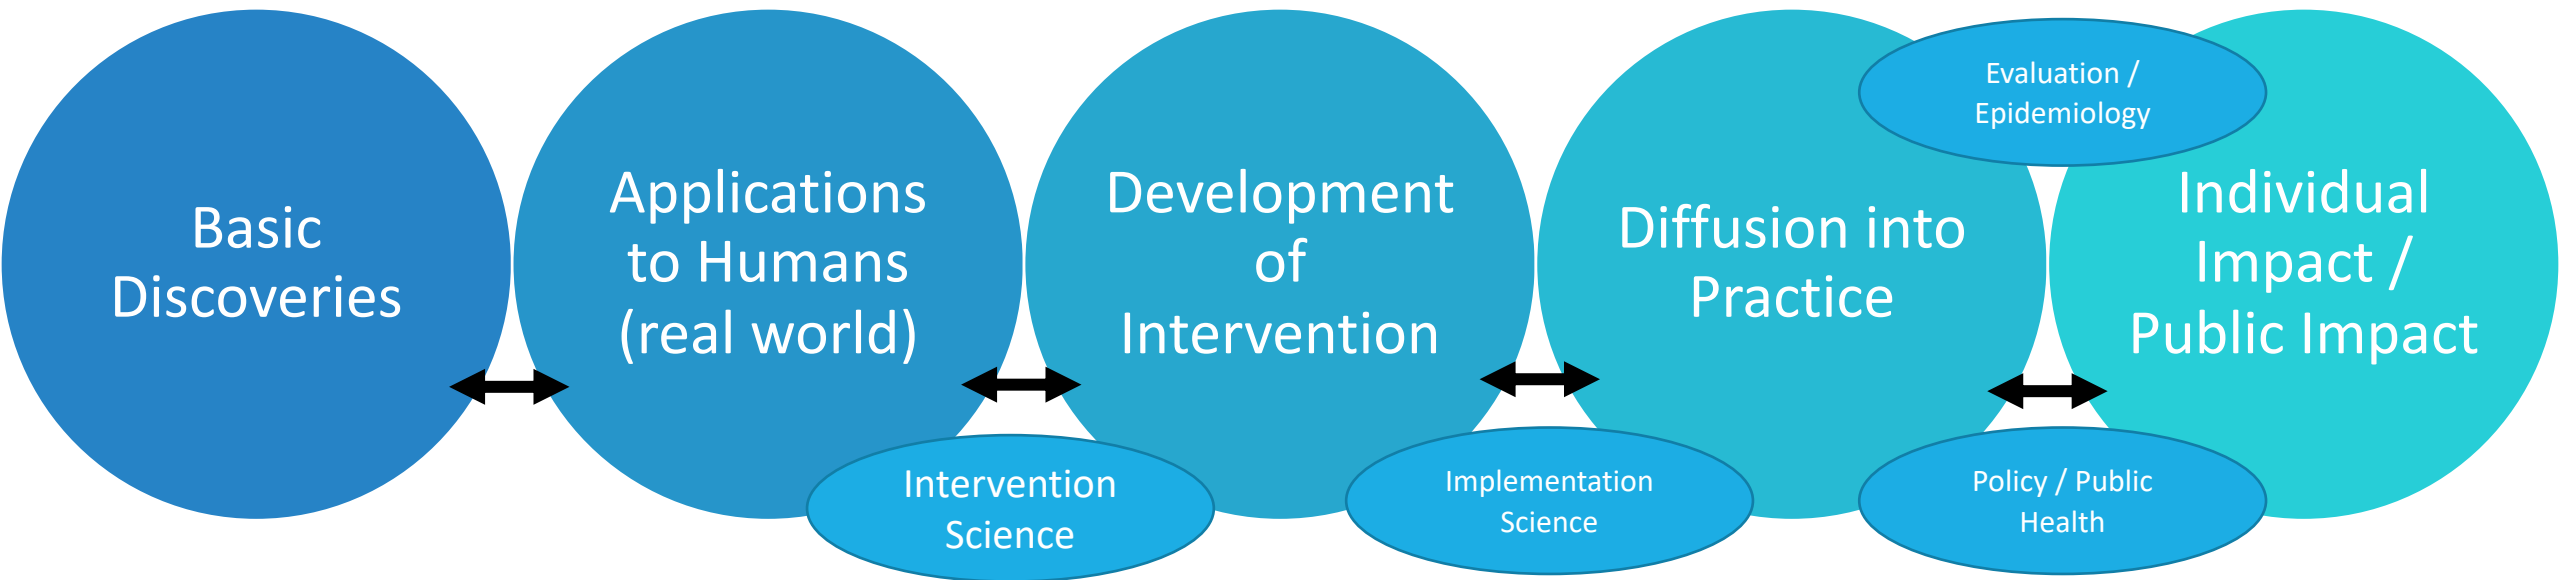 Basic
Discoveries
Applications
to Humans
(real world)
Development
of
Intervention
Diffusion into
Practice
Individual
Impact /
Public Impact
Evaluation /
Epidemiology
Intervention
Science
Implementation
Science
Policy / Public
Health